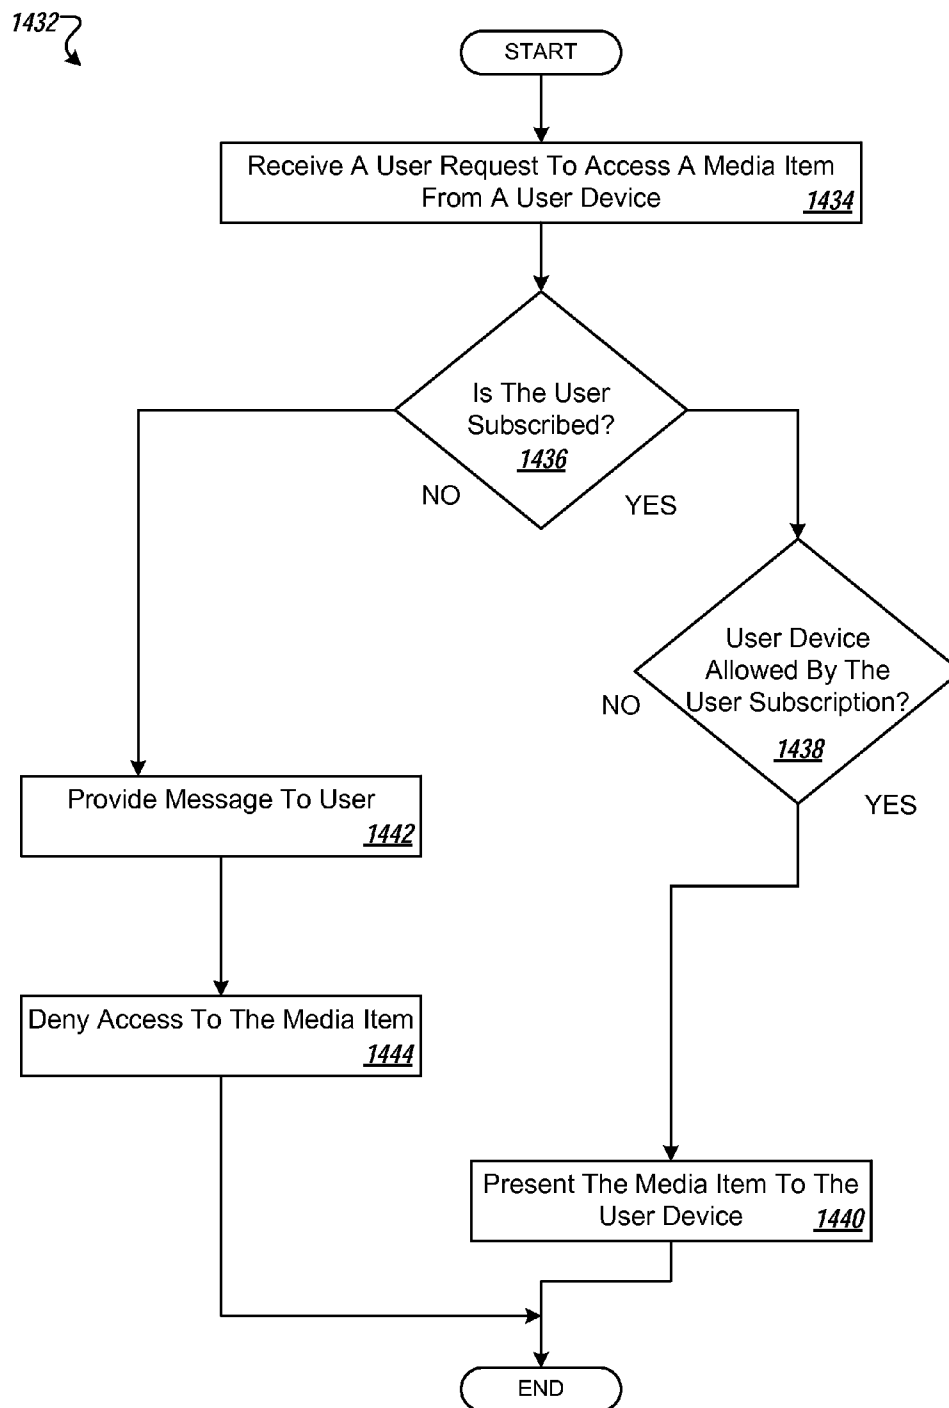 1432
START
Receive A User Request To Access A Media Item
From A User Device
1434
Is The User
Subscribed?
1436
NO
YES
User Device
Allowed By The
User Subscription?
1438
NO
YES
Provide Message To User
1442
Deny Access To The Media Item
1444
Present The Media Item To The
User Device
1440
END